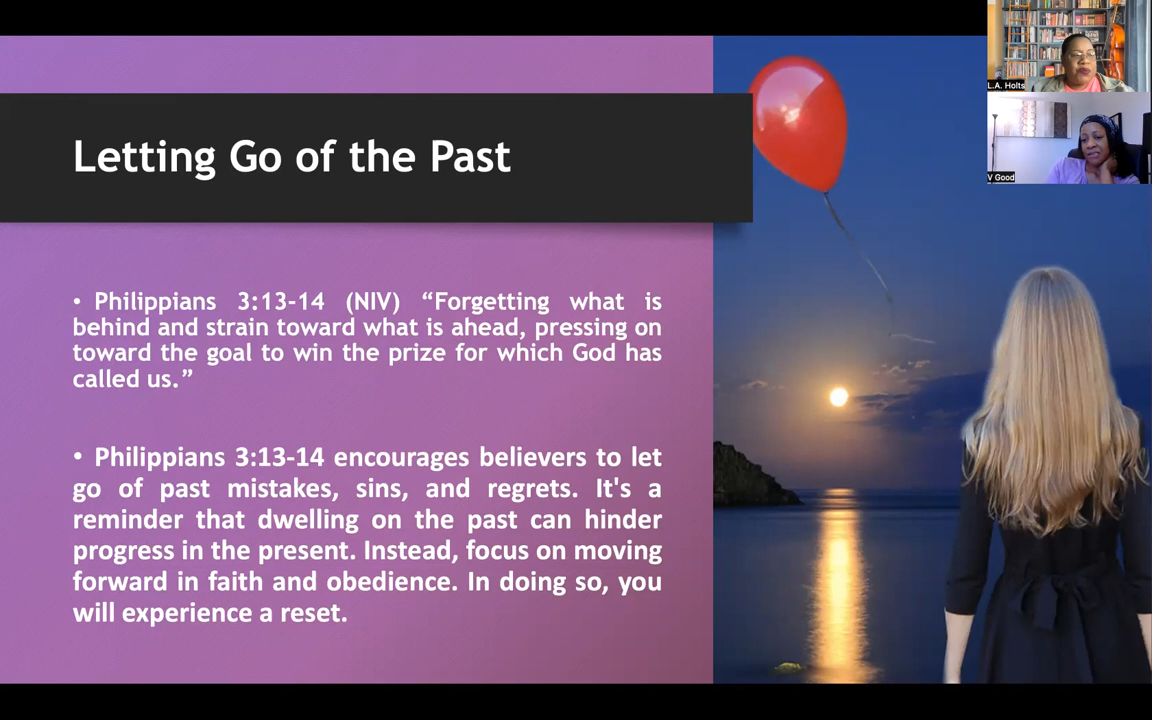 Letting Go of the Past
• Philippians 3:13-14 (NIV) “Forgetting what is
behind and strain toward what is ahead, pressing on
toward the goal to win the prize for which God has
called us.”
• Philippians 3:13-14 encourages believers to let
go of past mistakes, sins, and regrets. It's a
reminder that dwelling on the past can hinder
progress in the present. Instead, focus on moving
forward in faith and obedience. In doing so, you
will experience a reset.
L.A. Holts
V Good